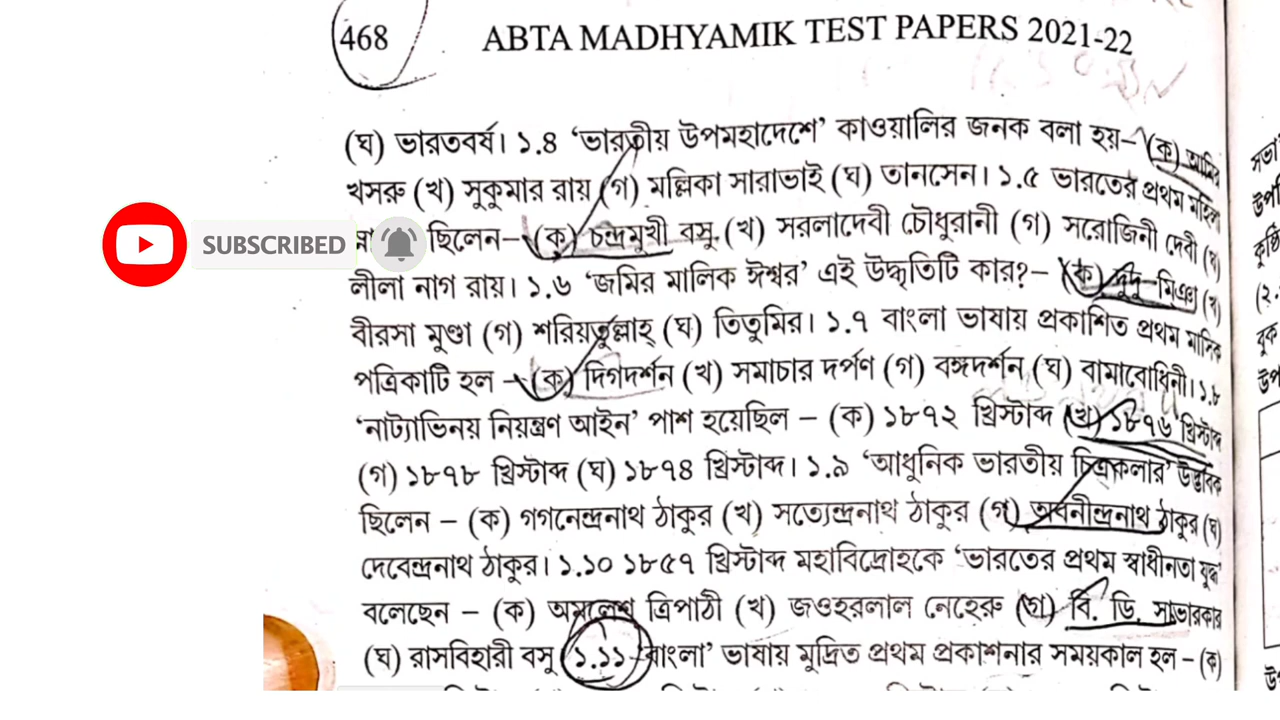 468
ABTA MADHYAMIK TEST PAPERS 2021-22
(ঘ) ভারতবর্ষ। ১.৪ ‘ভারতীয় উপমহাদেশে’ কাওয়ালির জনক বলা হয়– (ক) আমির
খসরু (খ) সুকুমার রায় (গ) মল্লিকা সারাভাই (ঘ) তানসেন। ১.৫ ভারতের প্রথম মহিলা
SUBSCRIBED
ছিলেন– (ক) চন্দ্রমুখী বসু (খ) সরলাদেবী চৌধুরানী (গ) সরোজিনী দেবী (ঘ)
লীলা নাগ রায়। ১.৬ ‘জমির মালিক ঈশ্বর’ এই উদ্ধৃতিটি কার?– (ক) দুদু মিঞা (খ)
বীরসা মুণ্ডা (গ) শরিয়তুল্লাহ্ (ঘ) তিতুমির। ১.৭ বাংলা ভাষায় প্রকাশিত প্রথম মাসিক
পত্রিকাটি হল – (ক) দিগদর্শন (খ) সমাচার দর্পণ (গ) বঙ্গদর্শন (ঘ) বামাবোধিনী। ১.৮
‘নাট্যাভিনয় নিয়ন্ত্রণ আইন’ পাশ হয়েছিল – (ক) ১৮৭২ খ্রিস্টাব্দ (খ) ১৮৭৬ খ্রিস্টাব্দ
(গ) ১৮৭৮ খ্রিস্টাব্দ (ঘ) ১৮৭৪ খ্রিস্টাব্দ। ১.৯ ‘আধুনিক ভারতীয় চিত্রকলার’ উদ্ভাবক
ছিলেন – (ক) গগনেন্দ্রনাথ ঠাকুর (খ) সত্যেন্দ্রনাথ ঠাকুর (গ) অবনীন্দ্রনাথ ঠাকুর (ঘ)
দেবেন্দ্রনাথ ঠাকুর। ১.১০ ১৮৫৭ খ্রিস্টাব্দ মহাবিদ্রোহকে ‘ভারতের প্রথম স্বাধীনতা যুদ্ধ’
বলেছেন – (ক) অমলেশ ত্রিপাঠী (খ) জওহরলাল নেহেরু (গ) বি. ডি. সাভারকার
(ঘ) রাসবিহারী বসু ১.১১ ‘বাংলা’ ভাষায় মুদ্রিত প্রথম প্রকাশনার সময়কাল হল – (ক)